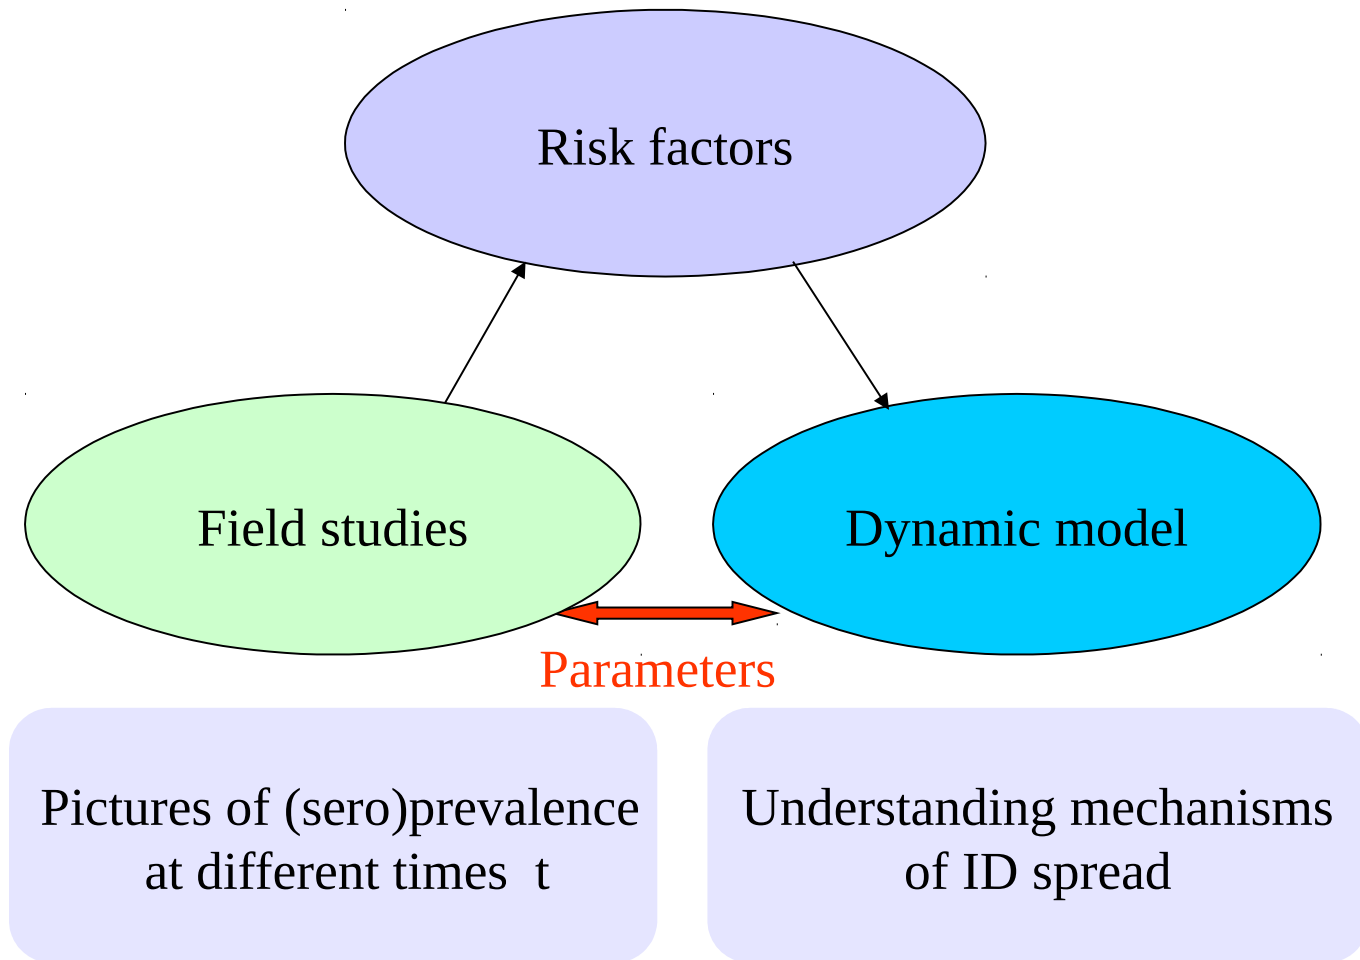 Risk factors
Field studies
Dynamic model
Parameters
Pictures of (sero)prevalence
at different times  t
Understanding mechanisms
of ID spread